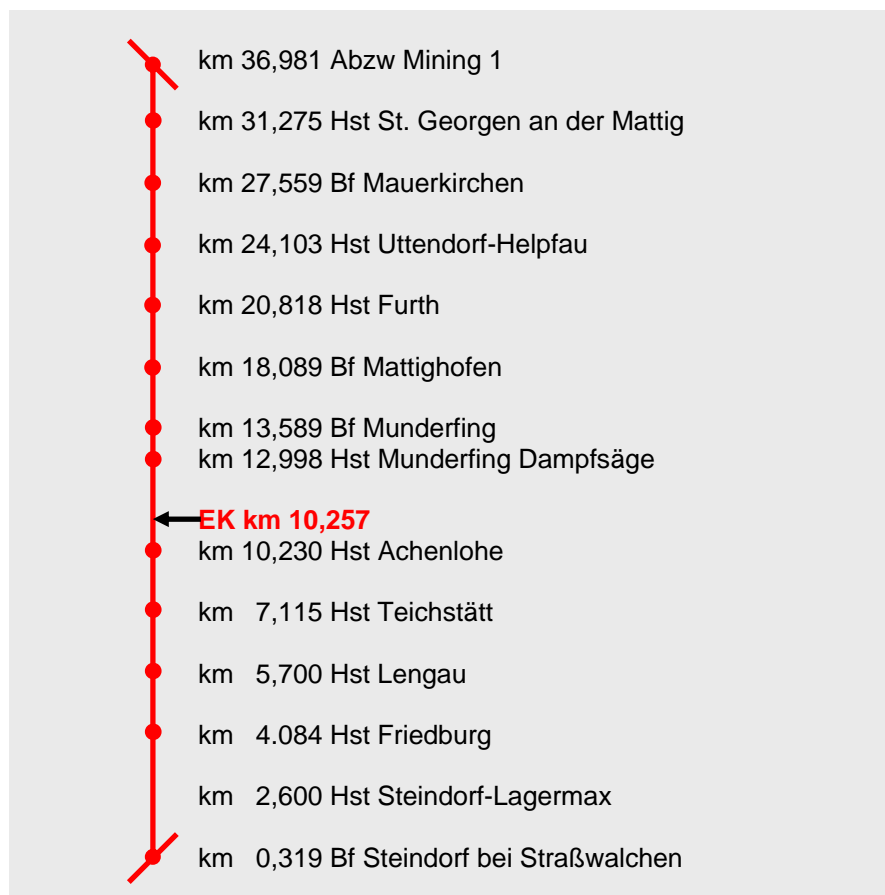 km 36,981 Abzw Mining 1
km 31,275 Hst St. Georgen an der Mattig
km 27,559 Bf Mauerkirchen
km 24,103 Hst Uttendorf-Helpfau
km 20,818 Hst Furth
km 18,089 Bf Mattighofen
km 13,589 Bf Munderfing
km 12,998 Hst Munderfing Dampfsäge
EK km 10,257
km 10,230 Hst Achenlohe
km 7,115 Hst Teichstätt
km 5,700 Hst Lengau
km 4.084 Hst Friedburg
km 2,600 Hst Steindorf-Lagermax
km 0,319 Bf Steindorf bei Straßwalchen